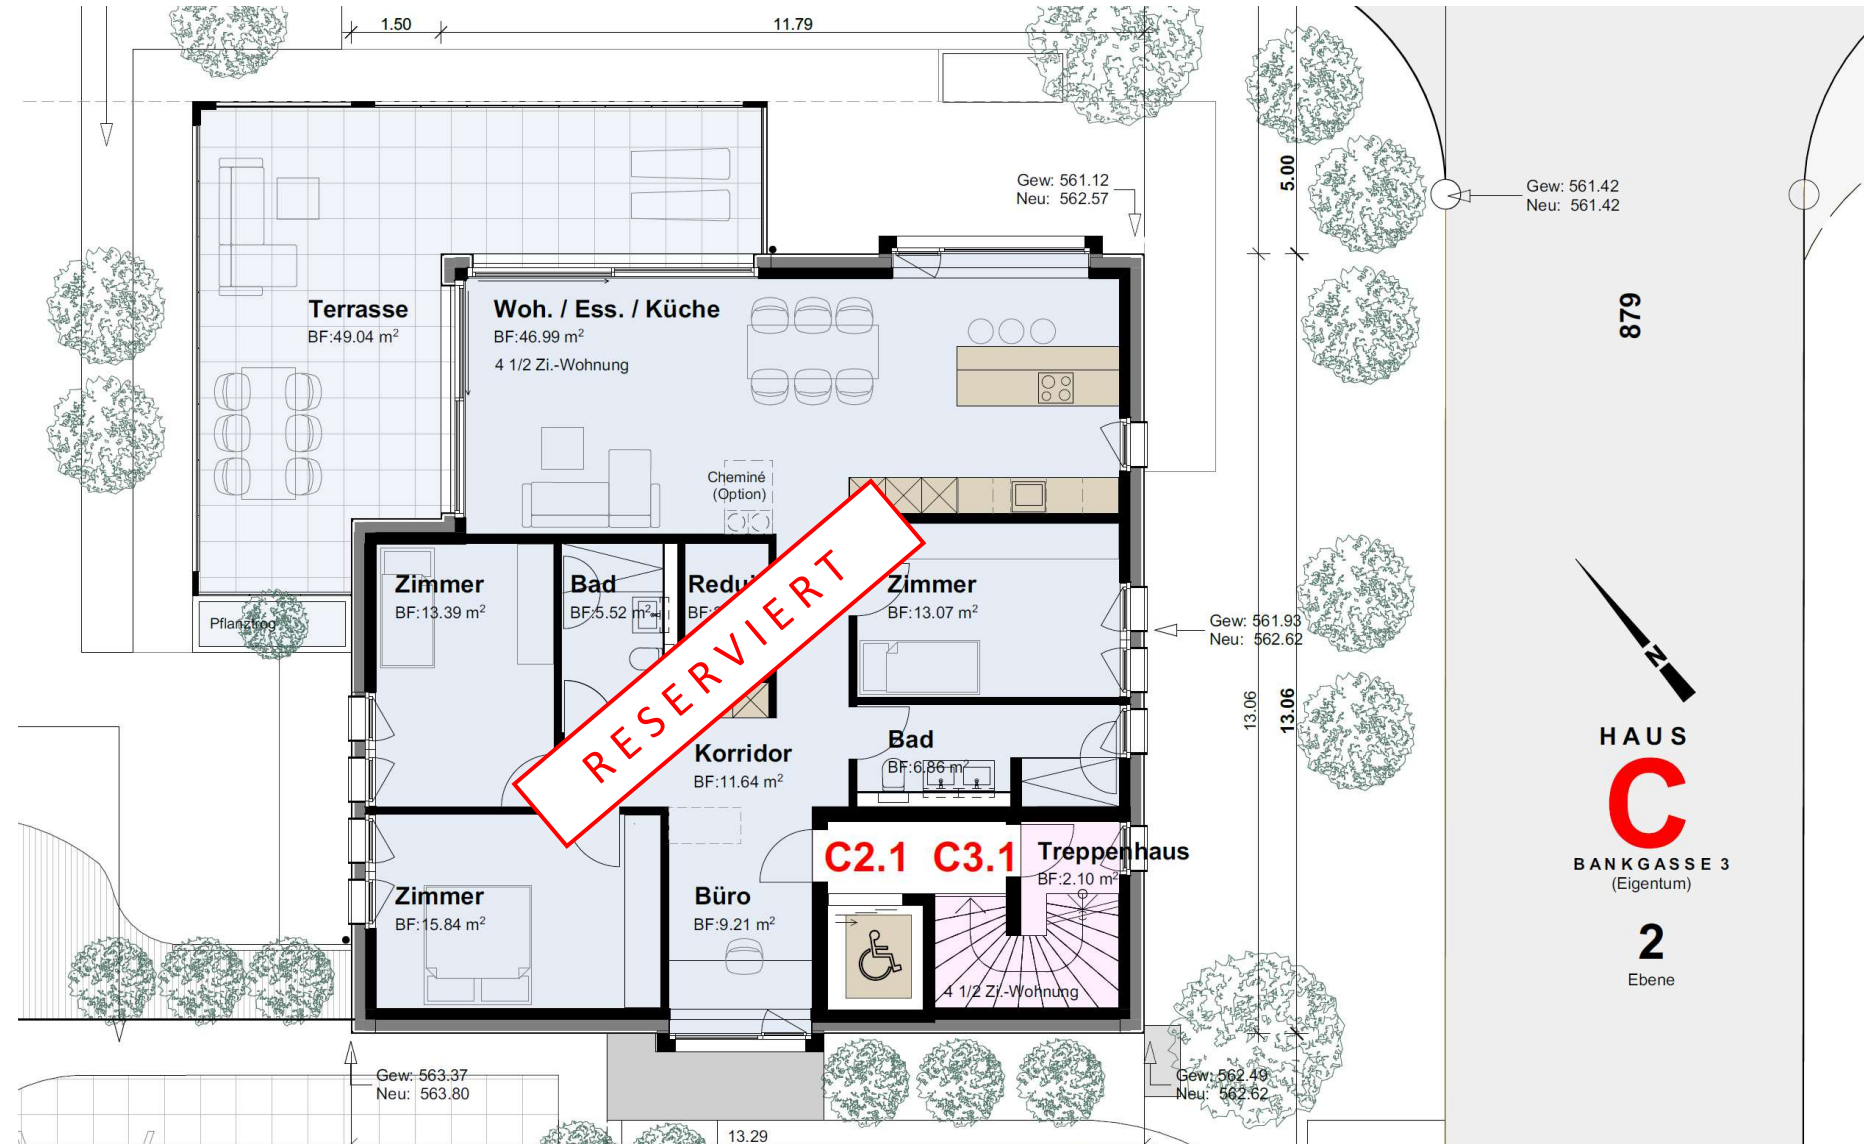 1.50
11.79
5.00
Gew: 561.12
Neu: 562.57
Gew: 561.42
Neu: 561.42
Terrasse
BF:49.04 m²
Woh. / Ess. / Küche
BF:46.99 m²
4 1/2 Zi.-Wohnung
879
Cheminé
(Option)
Zimmer
BF:13.39 m²
Bad
BF:5.52 m²
BF:
Zimmer
BF:13.07 m²
RESERVIERT
Pflanztrog
Gew: 561.93
Neu: 562.62
N
13.06
13.06
Korridor
BF:11.64 m²
Bad
BF:6.86 m²
HAUS
C
BANKGASSE 3
(Eigentum)
2
Ebene
C2.1 C3.1
Treppenhaus
BF:2.10 m²
Zimmer
BF:15.84 m²
Büro
BF:9.21 m²
4 1/2 Zi.-Wohnung
Gew: 563.37
Neu: 563.80
Gew: 562.49
Neu: 562.62
13.29